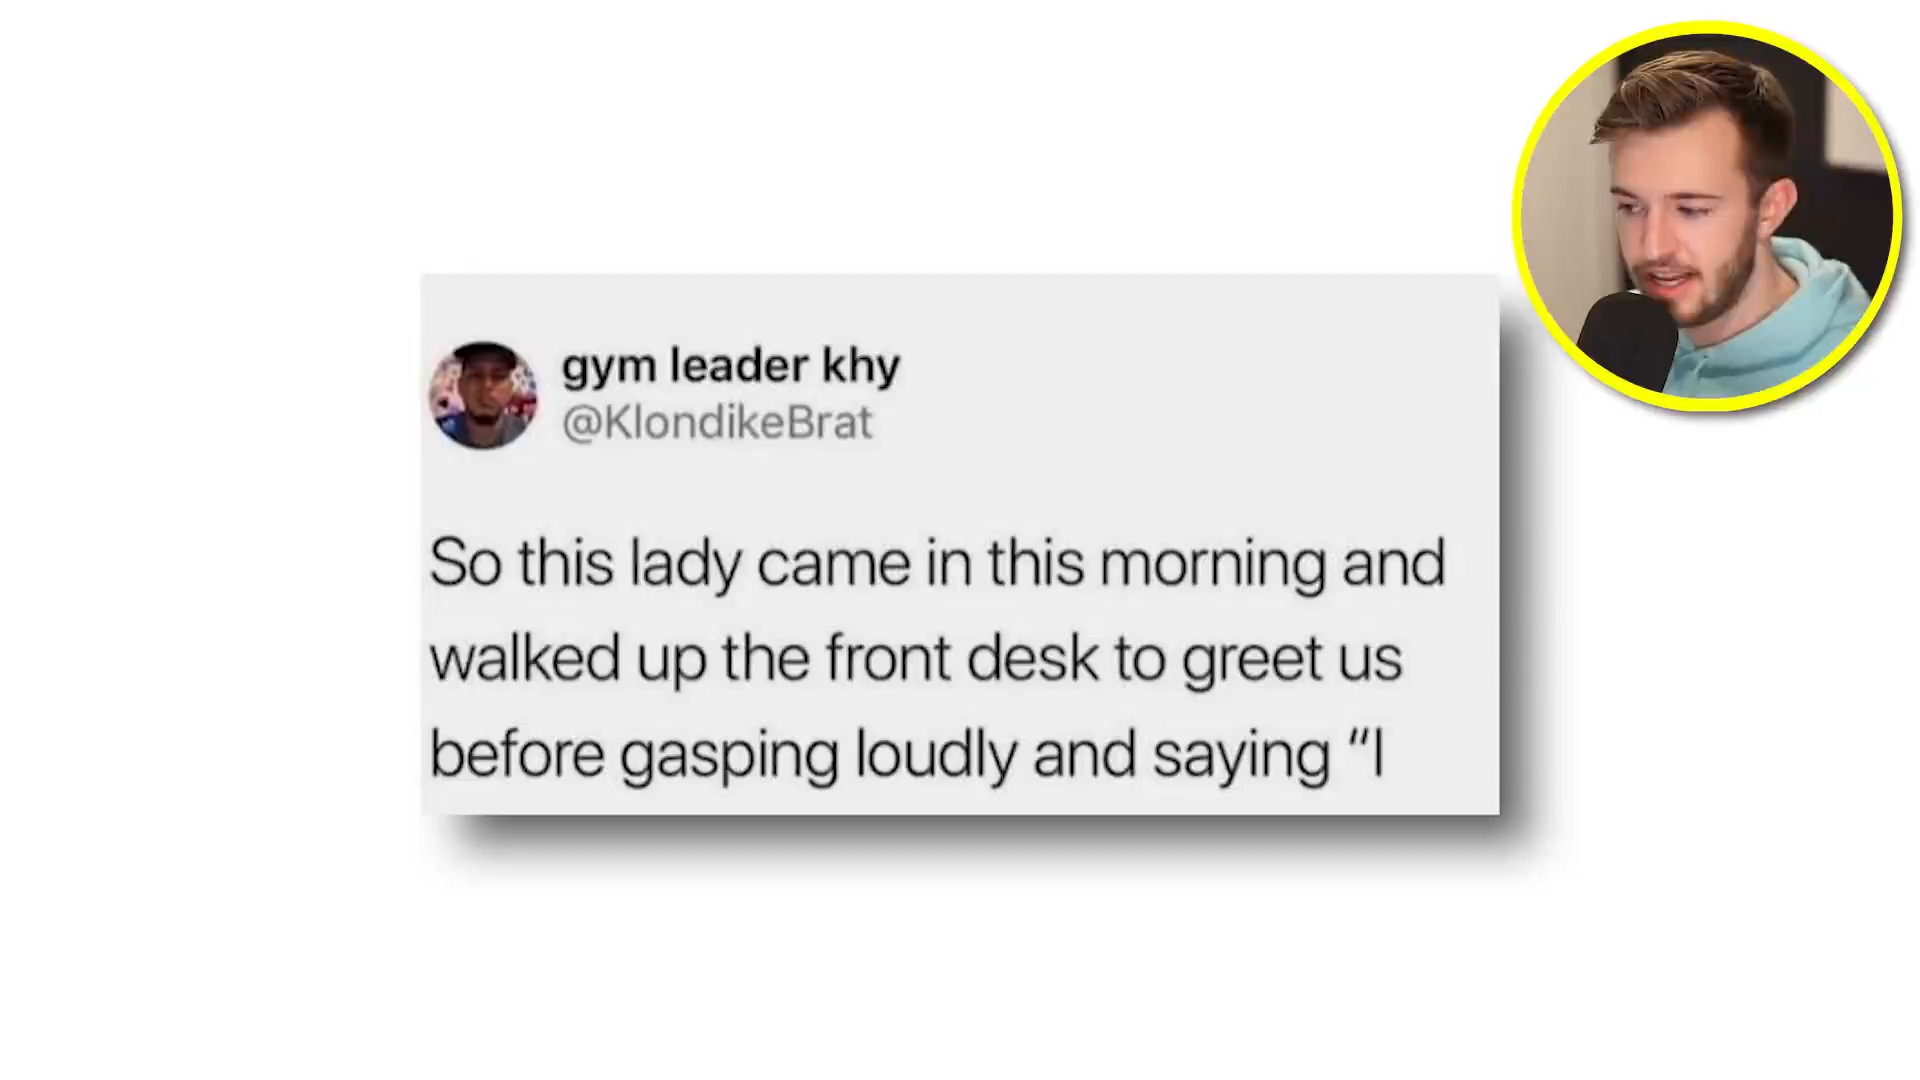 gym leader khy
@KlondikeBrat
So this lady came in this morning and
walked up the front desk to greet us
before gasping loudly and saying “I